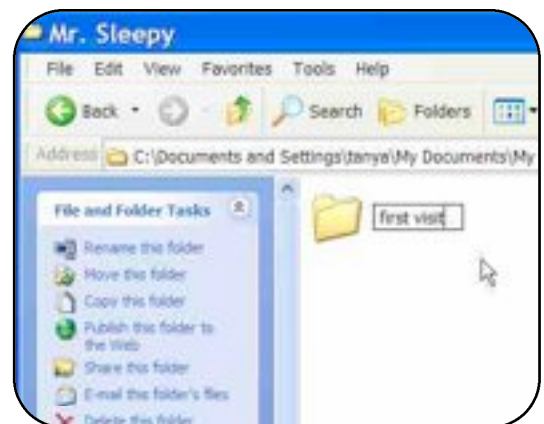 Mr. Sleepy
File Edit View Favorites Tools Help
Back Search Folders
Address C:\Documents and Settings\tanya\My Documents\My
File and Folder Tasks
first visit
Rename this folder
Move this folder
Copy this folder
Publish this folder to
the Web
Share this folder
E-mail this folder's files
Delete this folder